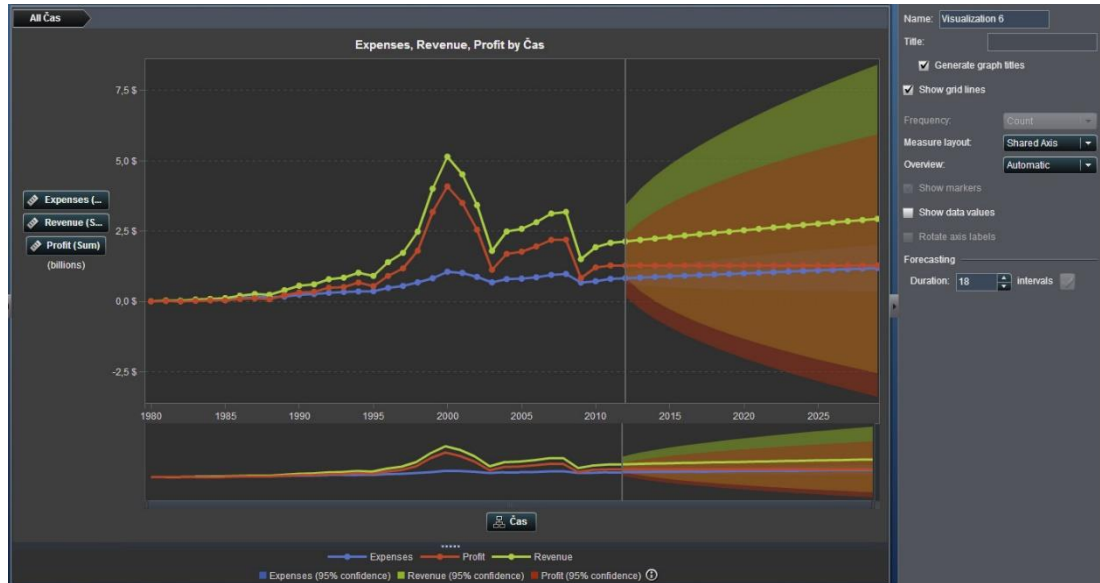 All Čas
Expenses, Revenue, Profit by Čas
7,5 $
5,0 $
2,5 $
0,0 $
-2,5 $
Expenses (...
Revenue (S...
Profit (Sum)
(billions)
1980 1985 1990 1995 2000 2005 2010 2015 2020 2025
Čas
Expenses Profit Revenue
Expenses (95% confidence) Revenue (95% confidence) Profit (95% confidence)
Name: Visualization 6
Title:
Generate graph titles
Show grid lines
Frequency: Count
Measure layout: Shared Axis
Overview: Automatic
Show markers
Show data values
Rotate axis labels
Forecasting
Duration: 18 intervals